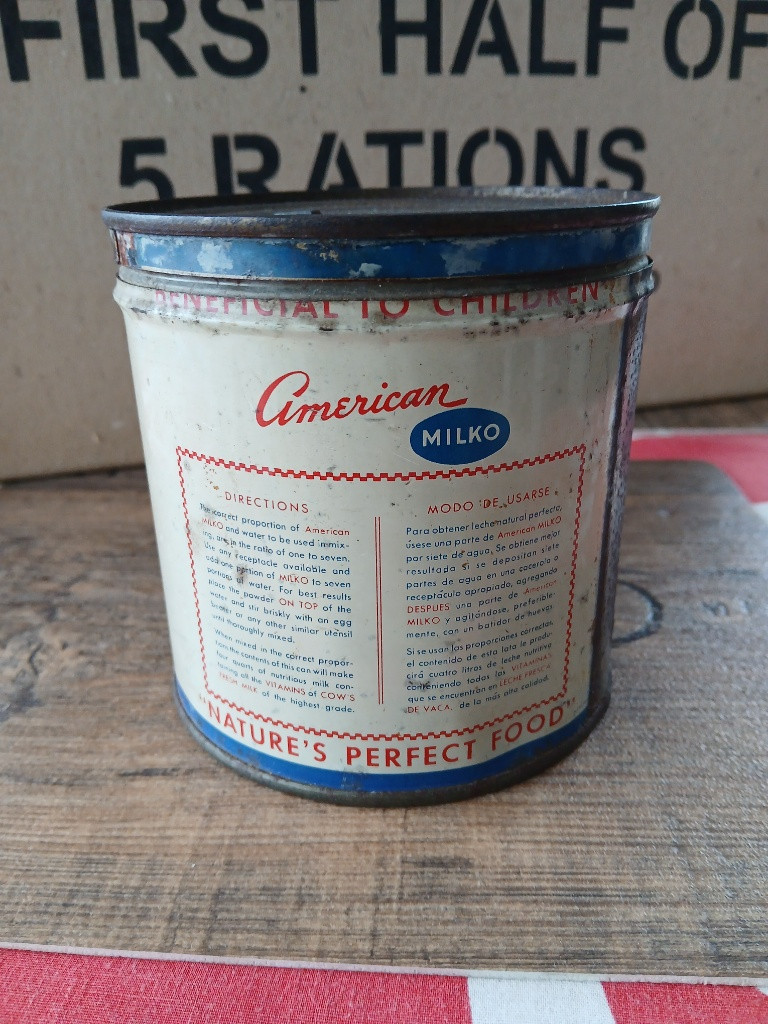 FIRST HALF OF
5 RATIONS
BENEFICIAL TO CHILDREN
American
MILKO
DIRECTIONS
The correct proportion of American
MILKO and water to be used in mix-
ing, are in the ratio of one to seven.
Use any receptacle available and
add one portion of MILKO to seven
portions of water. For best results
place the powder ON TOP of the
water and stir briskly with an egg
beater or any other similar utensil
until thoroughly mixed.
When mixed in the correct propor-
tions the contents of this can will make
four quarts of nutritious milk con-
taining all the VITAMINS of COW'S
FRESH MILK of the highest grade.
MODO DE USARSE
Para obtener leche natural perfecta,
úsese una parte de American MILKO
por siete de agua. Se obtiene mejor
resultado si se depositan siete
partes de agua en una cacerola o
receptáculo apropiado, agregando
DESPUES una parte de American
MILKO y agitándose, preferible-
mente, con un batidor de huevos.
Si se usan las proporciones correctas,
el contenido de esta lata le produ-
cirá cuatro litros de leche nutritiva
conteniendo todas las VITAMINAS
que se encuentran en LECHE FRESCA
DE VACA, de la más alta calidad.
"NATURE'S PERFECT FOOD"